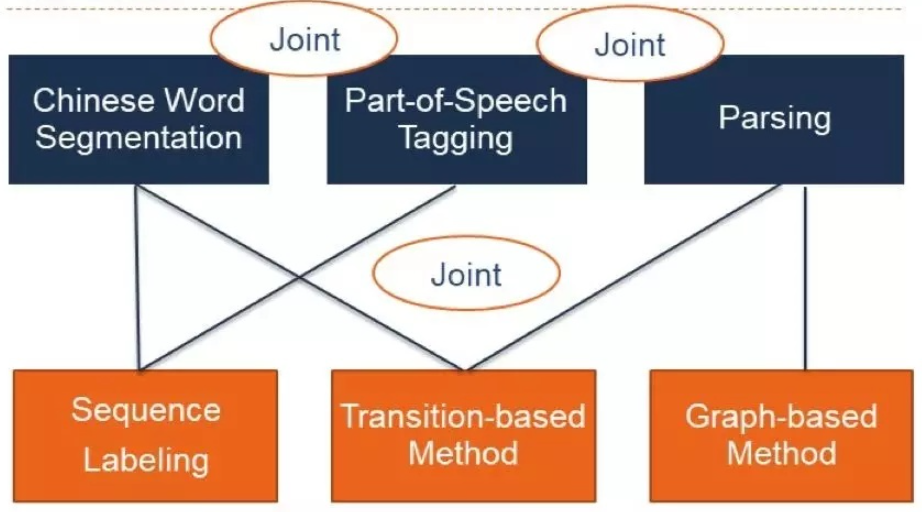 Joint
Joint
Chinese Word
Segmentation
Part-of-Speech
Tagging
Parsing
Joint
Sequence
Labeling
Transition-based
Method
Graph-based
Method